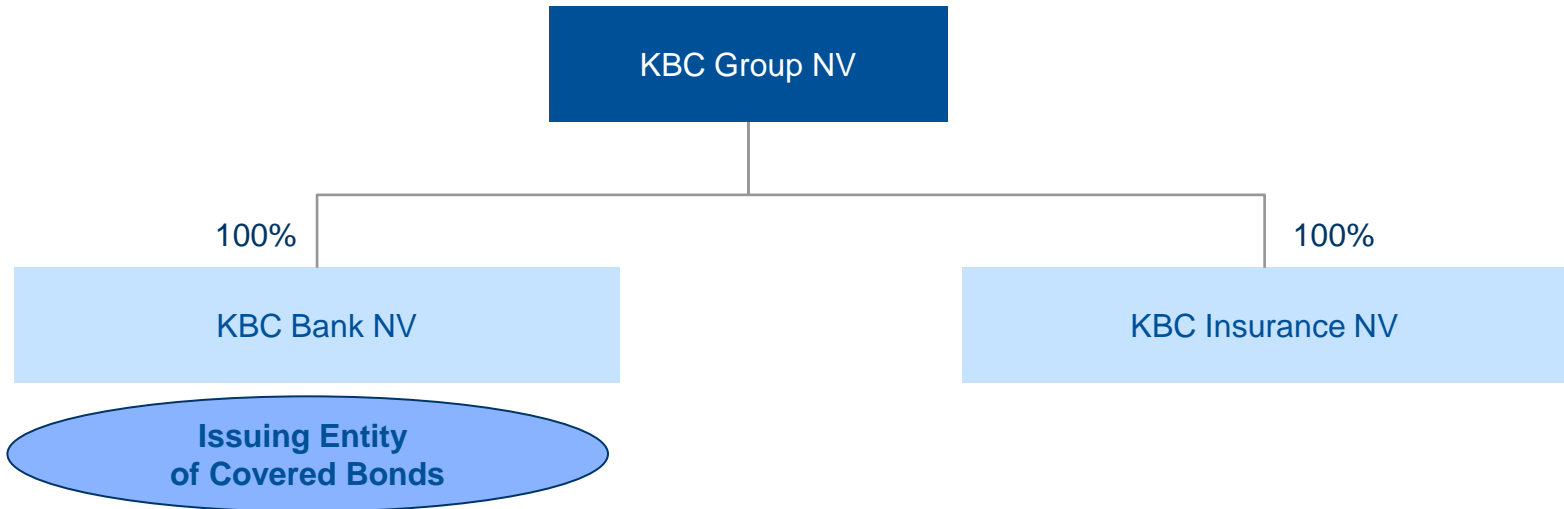 KBC Group NV
100%
100%
KBC Bank NV
KBC Insurance NV
Issuing Entity
of Covered Bonds